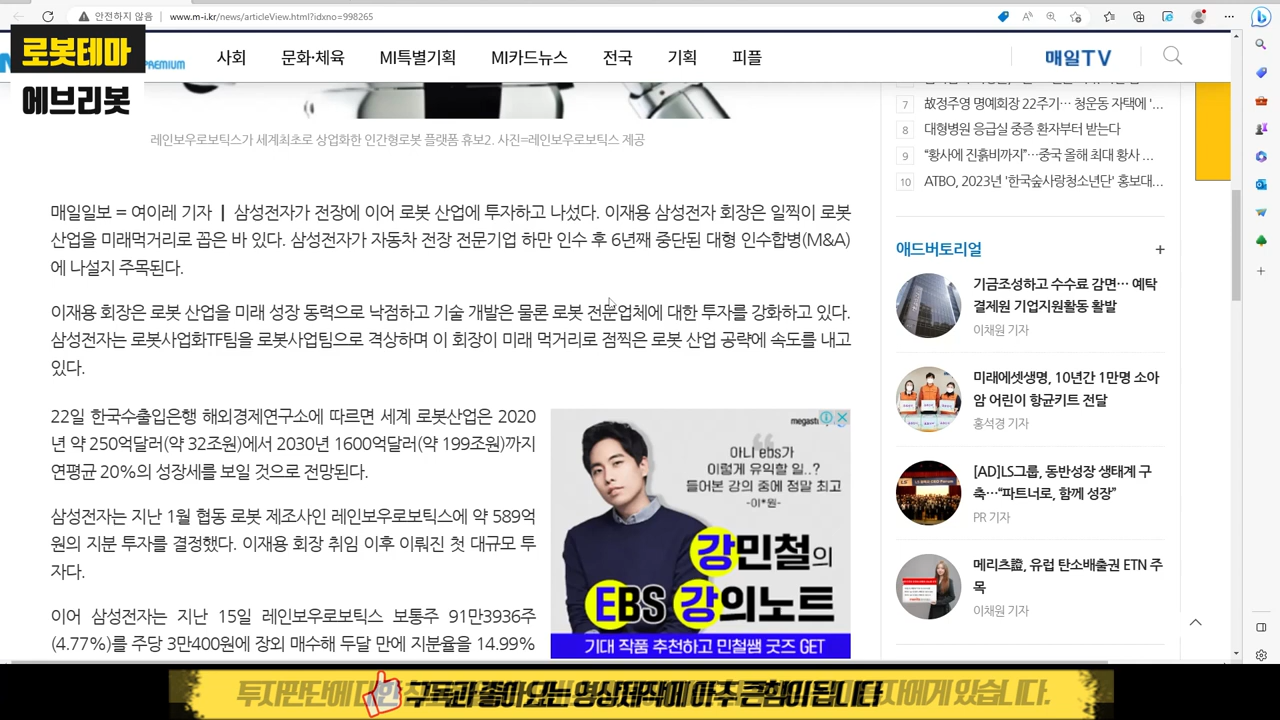 안전하지 않음 www.m-i.kr/news/articleView.html?idxno=998265
로봇테마
에브리봇
PREMIUM
사회 문화·체육 MI특별기획 MI카드뉴스 전국 기획 피플 매일TV
레인보우로보틱스가 세계최초로 상업화한 인간형로봇 플랫폼 휴보2. 사진=레인보우로보틱스 제공
매일일보 = 여이레 기자 | 삼성전자가 전장에 이어 로봇 산업에 투자하고 나섰다. 이재용 삼성전자 회장은 일찍이 로봇
산업을 미래먹거리로 꼽은 바 있다. 삼성전자가 자동차 전장 전문기업 하만 인수 후 6년째 중단된 대형 인수합병(M&A)
에 나설지 주목된다.
이재용 회장은 로봇 산업을 미래 성장 동력으로 낙점하고 기술 개발은 물론 로봇 전문업체에 대한 투자를 강화하고 있다.
삼성전자는 로봇사업화TF팀을 로봇사업팀으로 격상하며 이 회장이 미래 먹거리로 점찍은 로봇 산업 공략에 속도를 내고
있다.
22일 한국수출입은행 해외경제연구소에 따르면 세계 로봇산업은 2020
년 약 250억달러(약 32조원)에서 2030년 1600억달러(약 199조원)까지
연평균 20%의 성장세를 보일 것으로 전망된다.
삼성전자는 지난 1월 협동 로봇 제조사인 레인보우로보틱스에 약 589억
원의 지분 투자를 결정했다. 이재용 회장 취임 이후 이뤄진 첫 대규모 투
자다.
이어 삼성전자는 지난 15일 레인보우로보틱스 보통주 91만3936주
(4.77%)를 주당 3만400원에 장외 매수해 두달 만에 지분율을 14.99%
megast
아니 ebs가
이렇게 유익할 일..?
들어본 강의 중에 정말 최고
-이*원-
강민철의
EBS 강의노트
기대 작품 추천하고 민철쌤 굿즈 GET
7 故정주영 명예회장 22주기… 청운동 자택에 '...
8 대형병원 응급실 중증 환자부터 받는다
9 “황사에 진흙비까지”…중국 올해 최대 황사 ...
10 ATBO, 2023년 '한국숲사랑청소년단' 홍보대...
애드버토리얼 +
기금조성하고 수수료 감면… 예탁
결제원 기업지원활동 활발
이채원 기자
미래에셋생명, 10년간 1만명 소아
암 어린이 항균키트 전달
홍석경 기자
[AD]LS그룹, 동반성장 생태계 구
축…“파트너로, 함께 성장”
PR 기자
메리츠證, 유럽 탄소배출권 ETN 주
목
이채원 기자
구독과 좋아요는 영상제작에 아주 큰힘이 됩니다